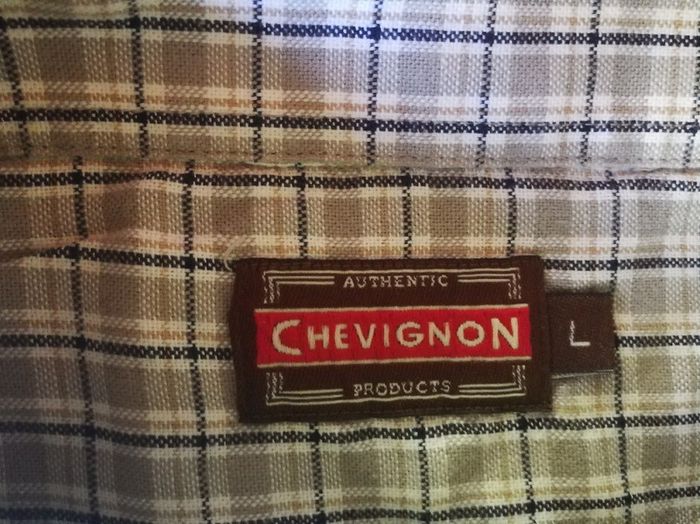 AUTHENTIC
CHEVIGNON
PRODUCTS
L